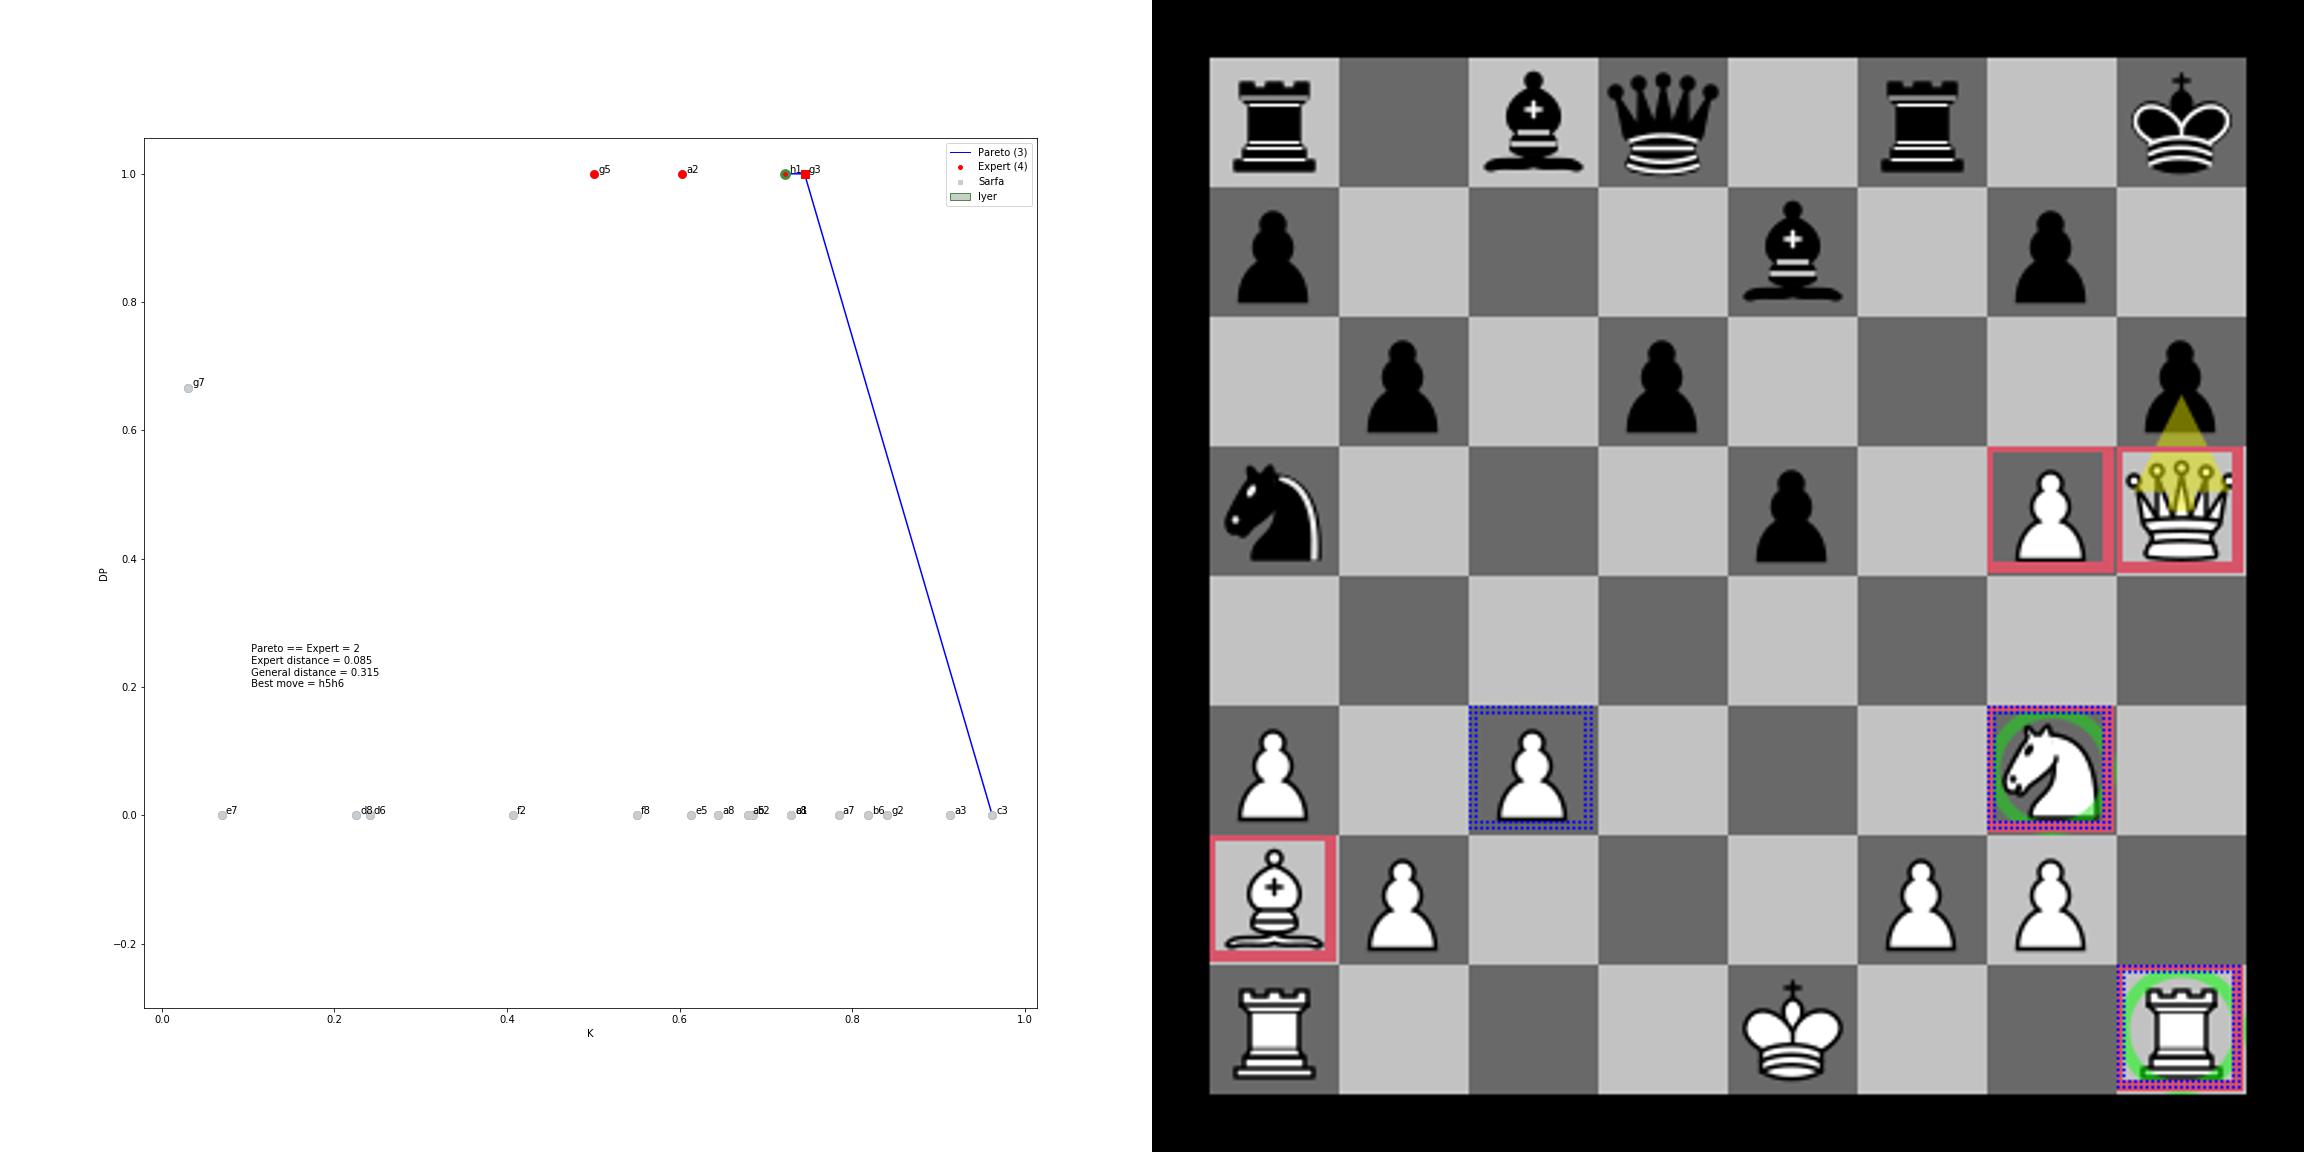 Pareto (3)
Expert (4)
Sarfa
Iyer
g5
a2
h1
g3
g7
Pareto == Expert = 2
Expert distance = 0.085
General distance = 0.315
Best move = h5h6
e7
d8
d6
f2
f8
e5
a8
a7
b6
g2
a3
c3
1.0
0.8
0.6
0.4
0.2
0.0
−0.2
DP
0.0
0.2
0.4
0.6
0.8
1.0
K